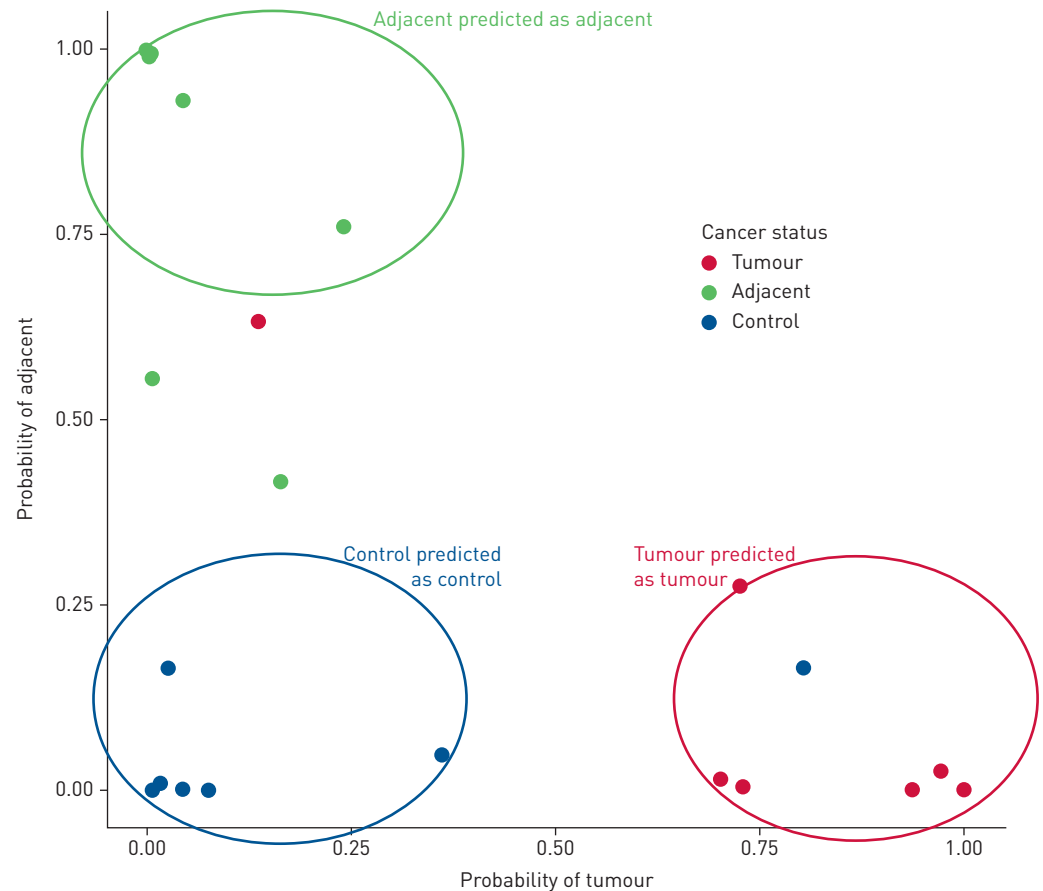 Adjacent predicted as adjacent
1.00
0.75
0.50
0.25
0.00
Probability of adjacent
Cancer status
Tumour
Adjacent
Control
Control predicted
as control
Tumour predicted
as tumour
0.00
0.25
0.50
0.75
1.00
Probability of tumour